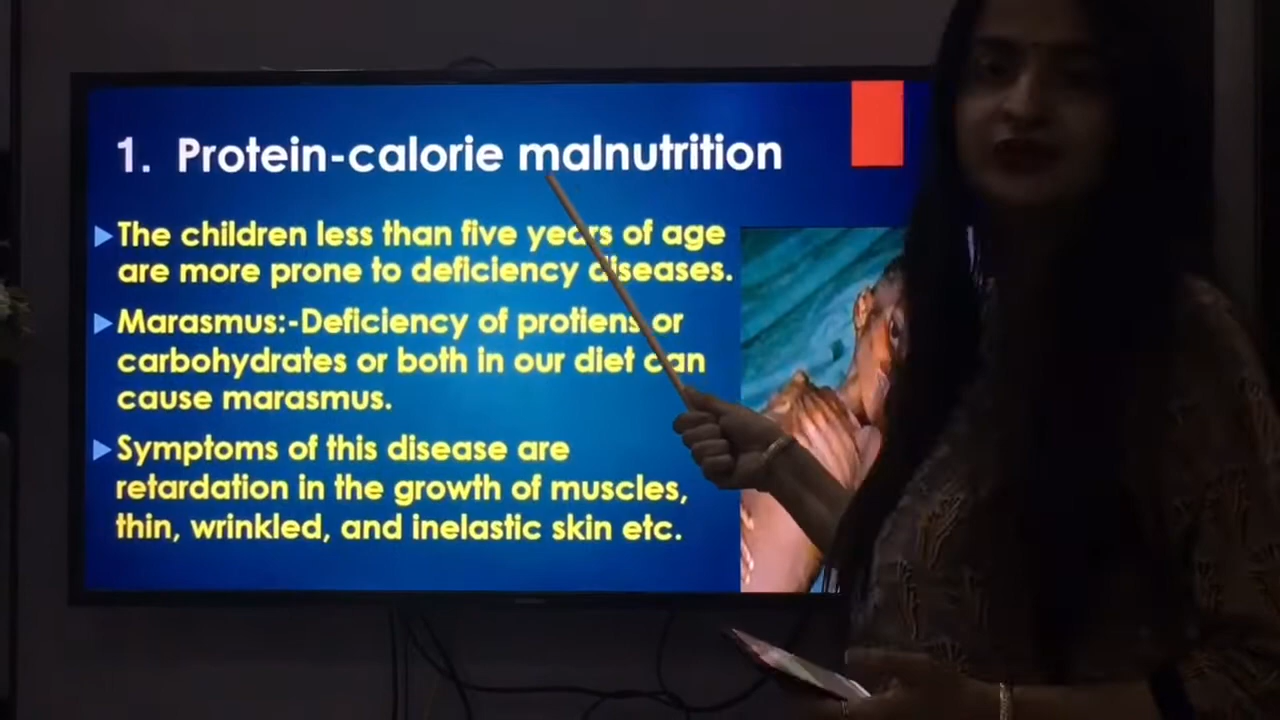 1. Protein-calorie malnutrition
The children less than five years of age
are more prone to deficiency diseases.
Marasmus:-Deficiency of protiens or
carbohydrates or both in our diet can
cause marasmus.
Symptoms of this disease are
retardation in the growth of muscles,
thin, wrinkled, and inelastic skin etc.